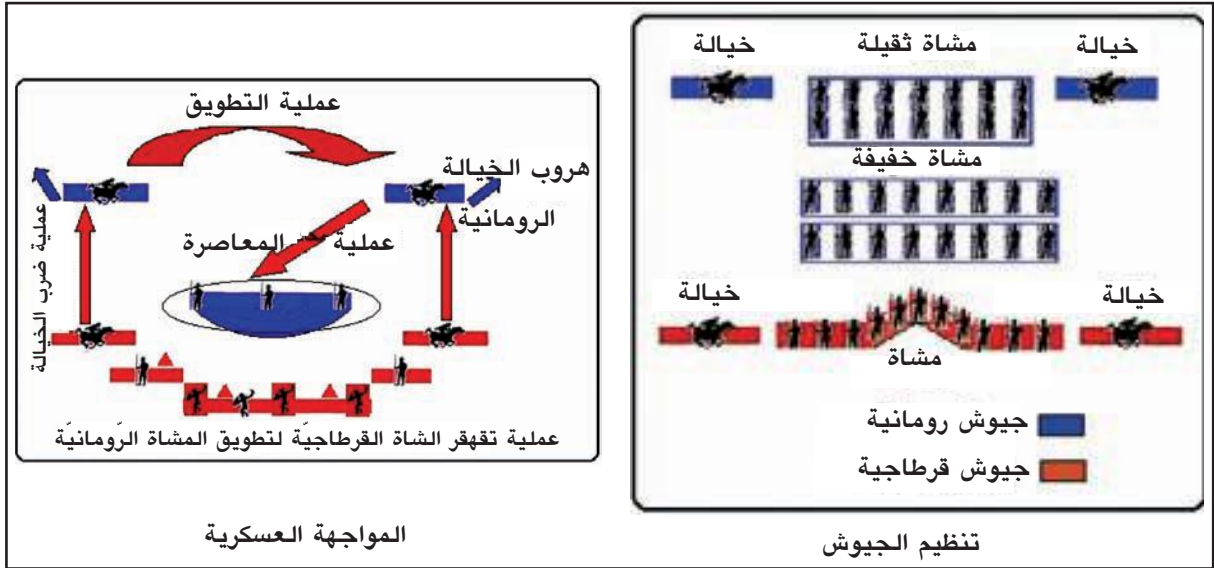 خيالة
مشاة ثقيلة
خيالة
مشاة خفيفة
خيالة
خيالة
مشاة
جيوش رومانية
جيوش قرطاجية
تنظيم الجيوش
عملية التطويق
هروب الخيالة
الرومانية
عملية المعاصرة
عملية ضرب الخيالة
عملية تقهقر الشاة القرطاجيّة لتطويق المشاة الرّومانيّة
المواجهة العسكرية